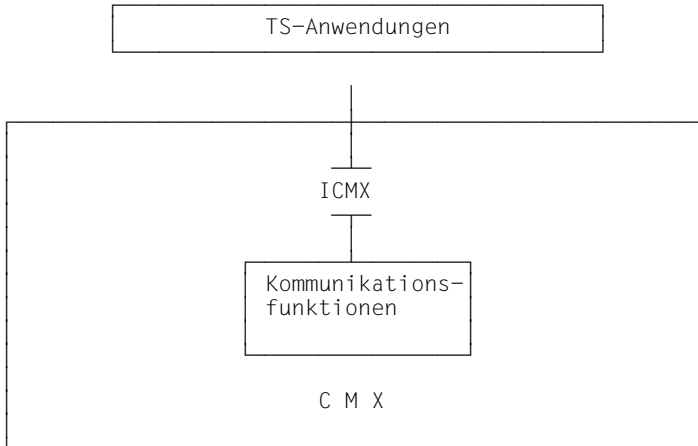 TS-Anwendungen
ICMX
Kommunikations-
funktionen
C M X